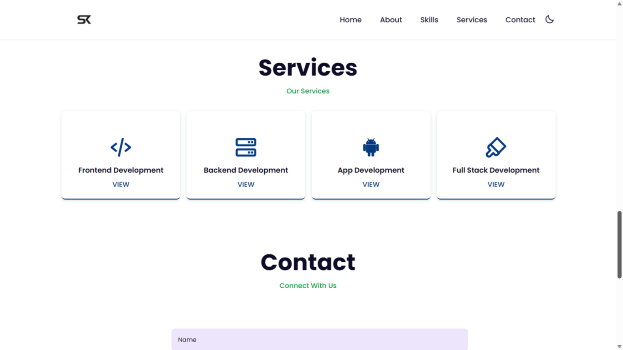 SK
Home About Skills Services Contact
Services
Our Services
Frontend Development Backend Development App Development Full Stack Development
VIEW VIEW VIEW VIEW
Contact
Connect With Us
Name